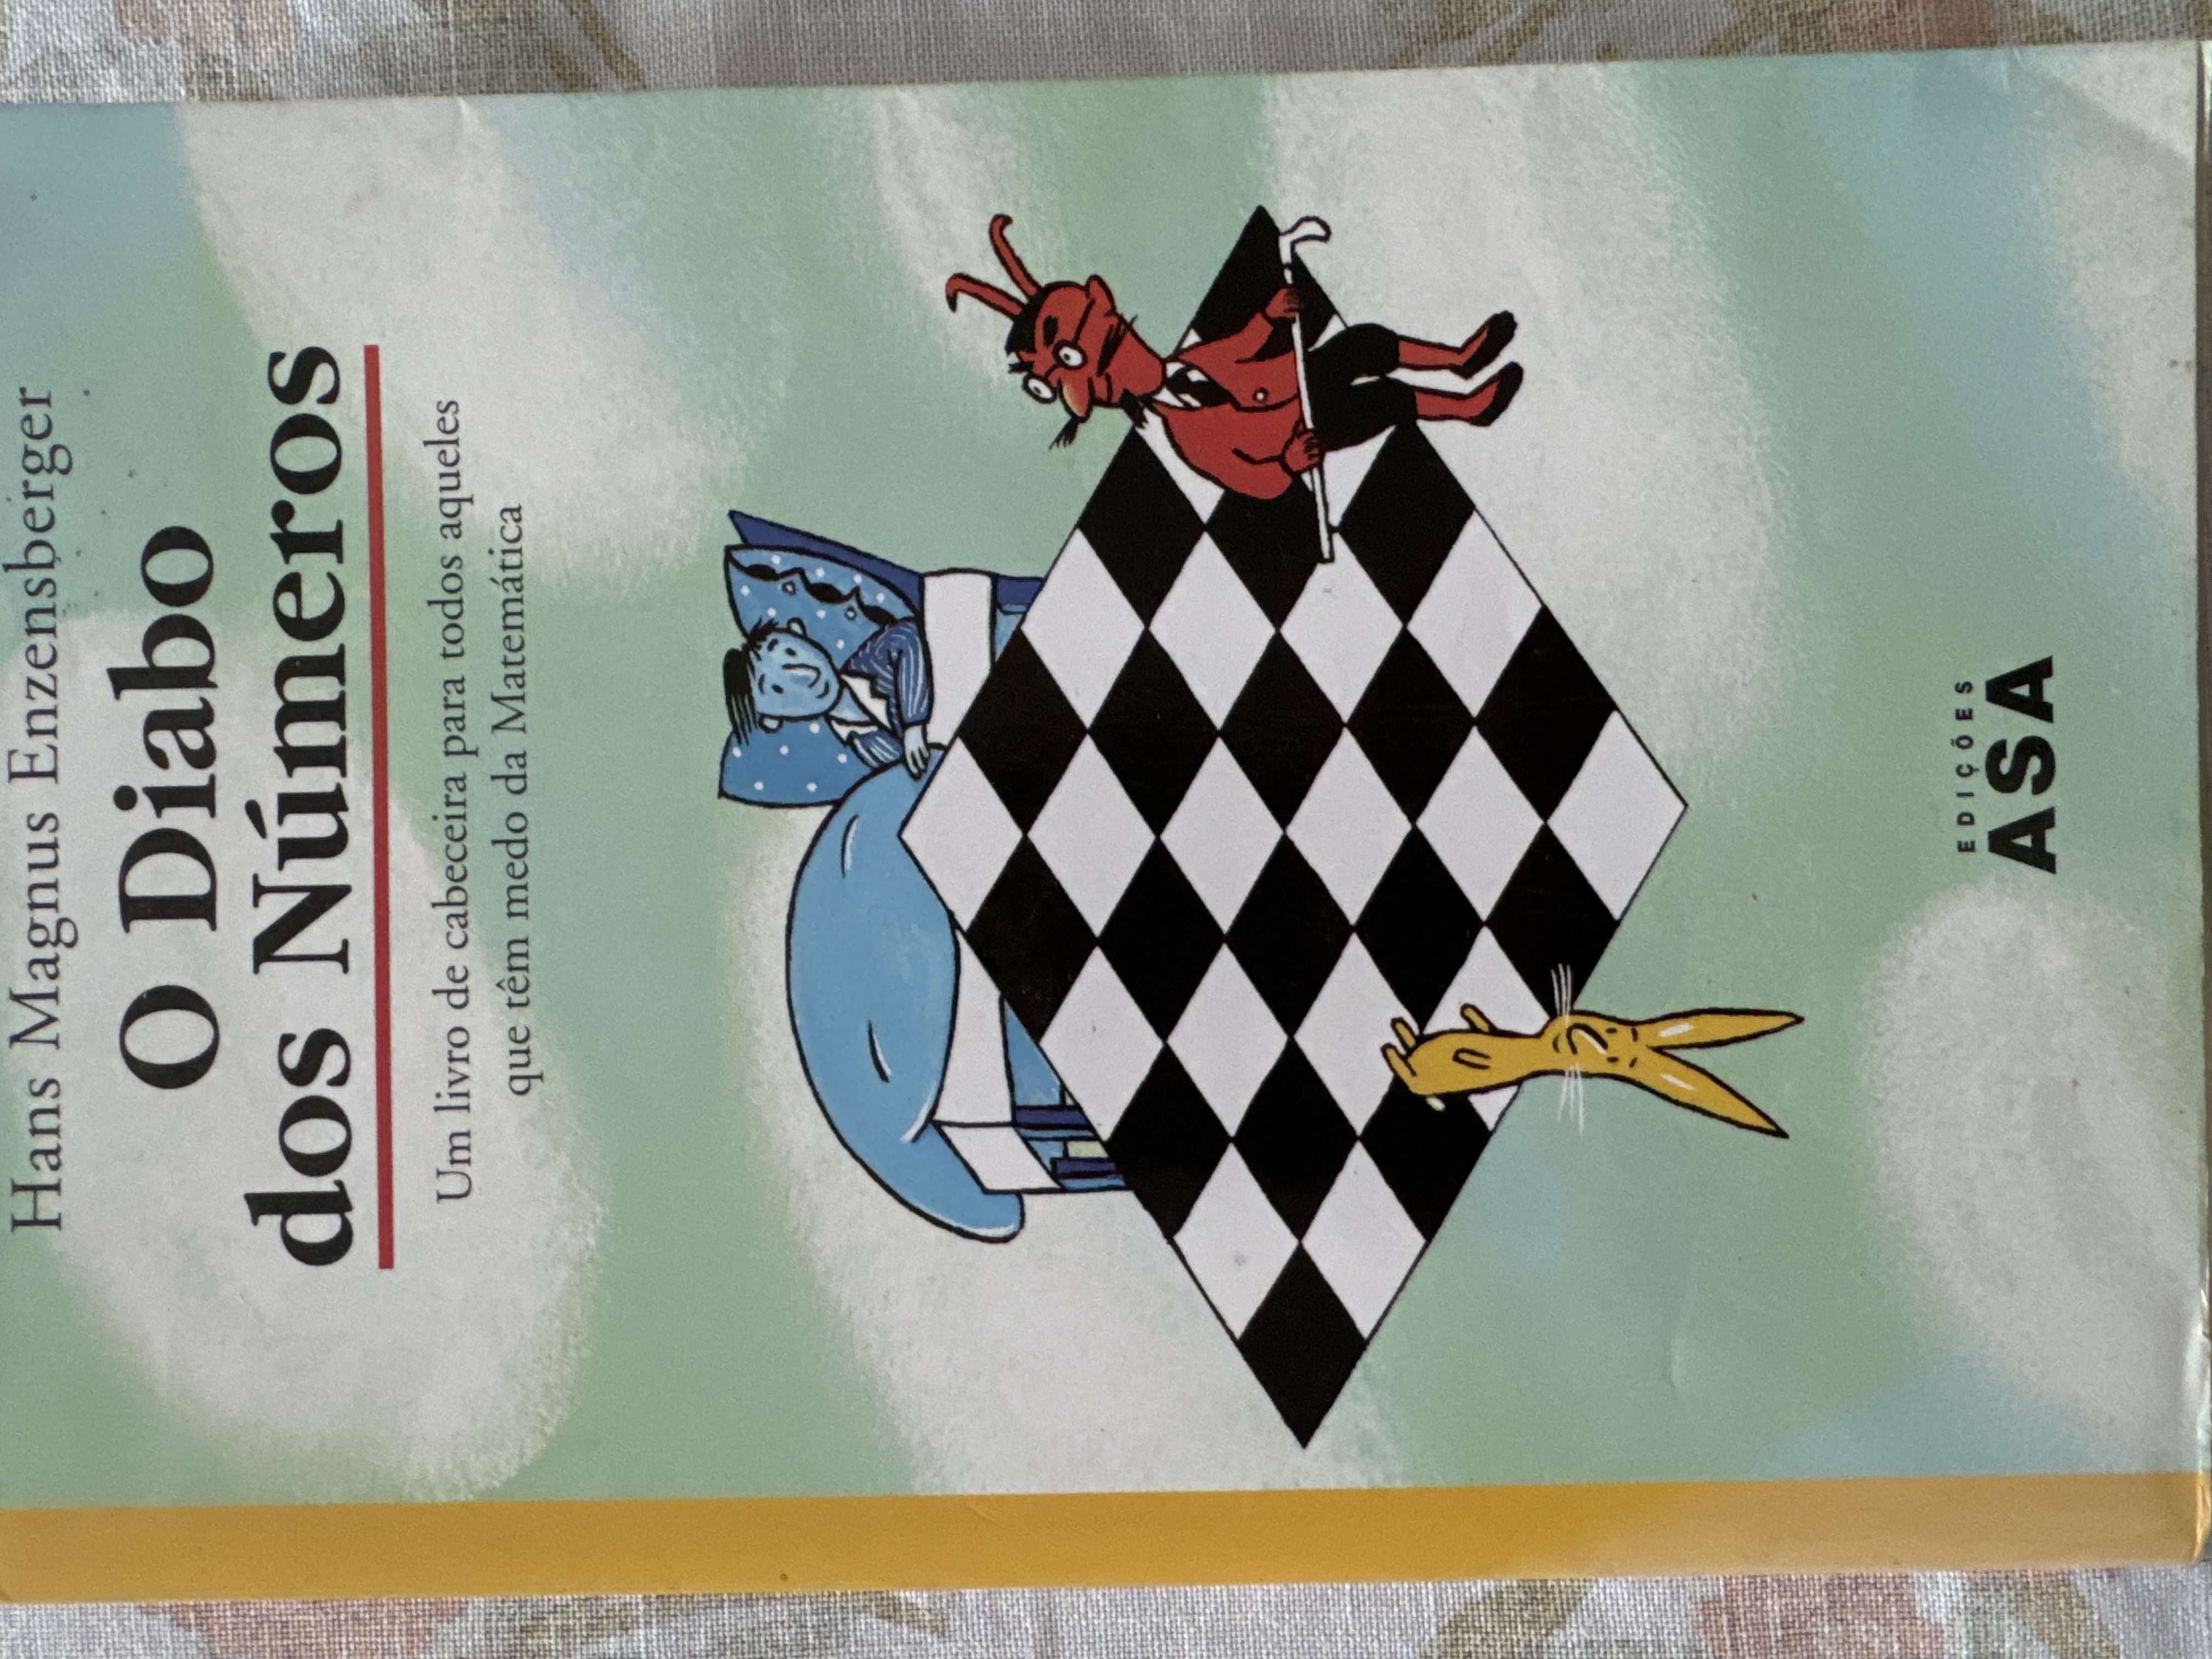 Hans Magnus Enzensberger
O Diabo
dos Números
Um livro de cabeceira para todos aqueles
que têm medo da Matemática
EDIÇÕES
ASA